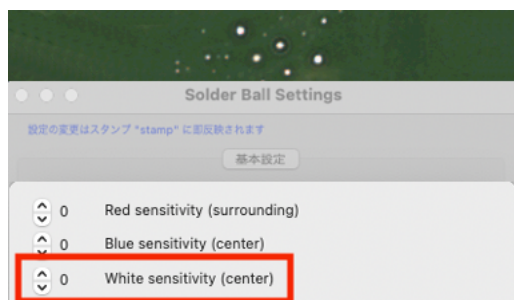 Solder Ball Settings
設定の変更はスタンプ "stamp" に即反映されます
基本設定
0 Red sensitivity (surrounding)
0 Blue sensitivity (center)
0 White sensitivity (center)